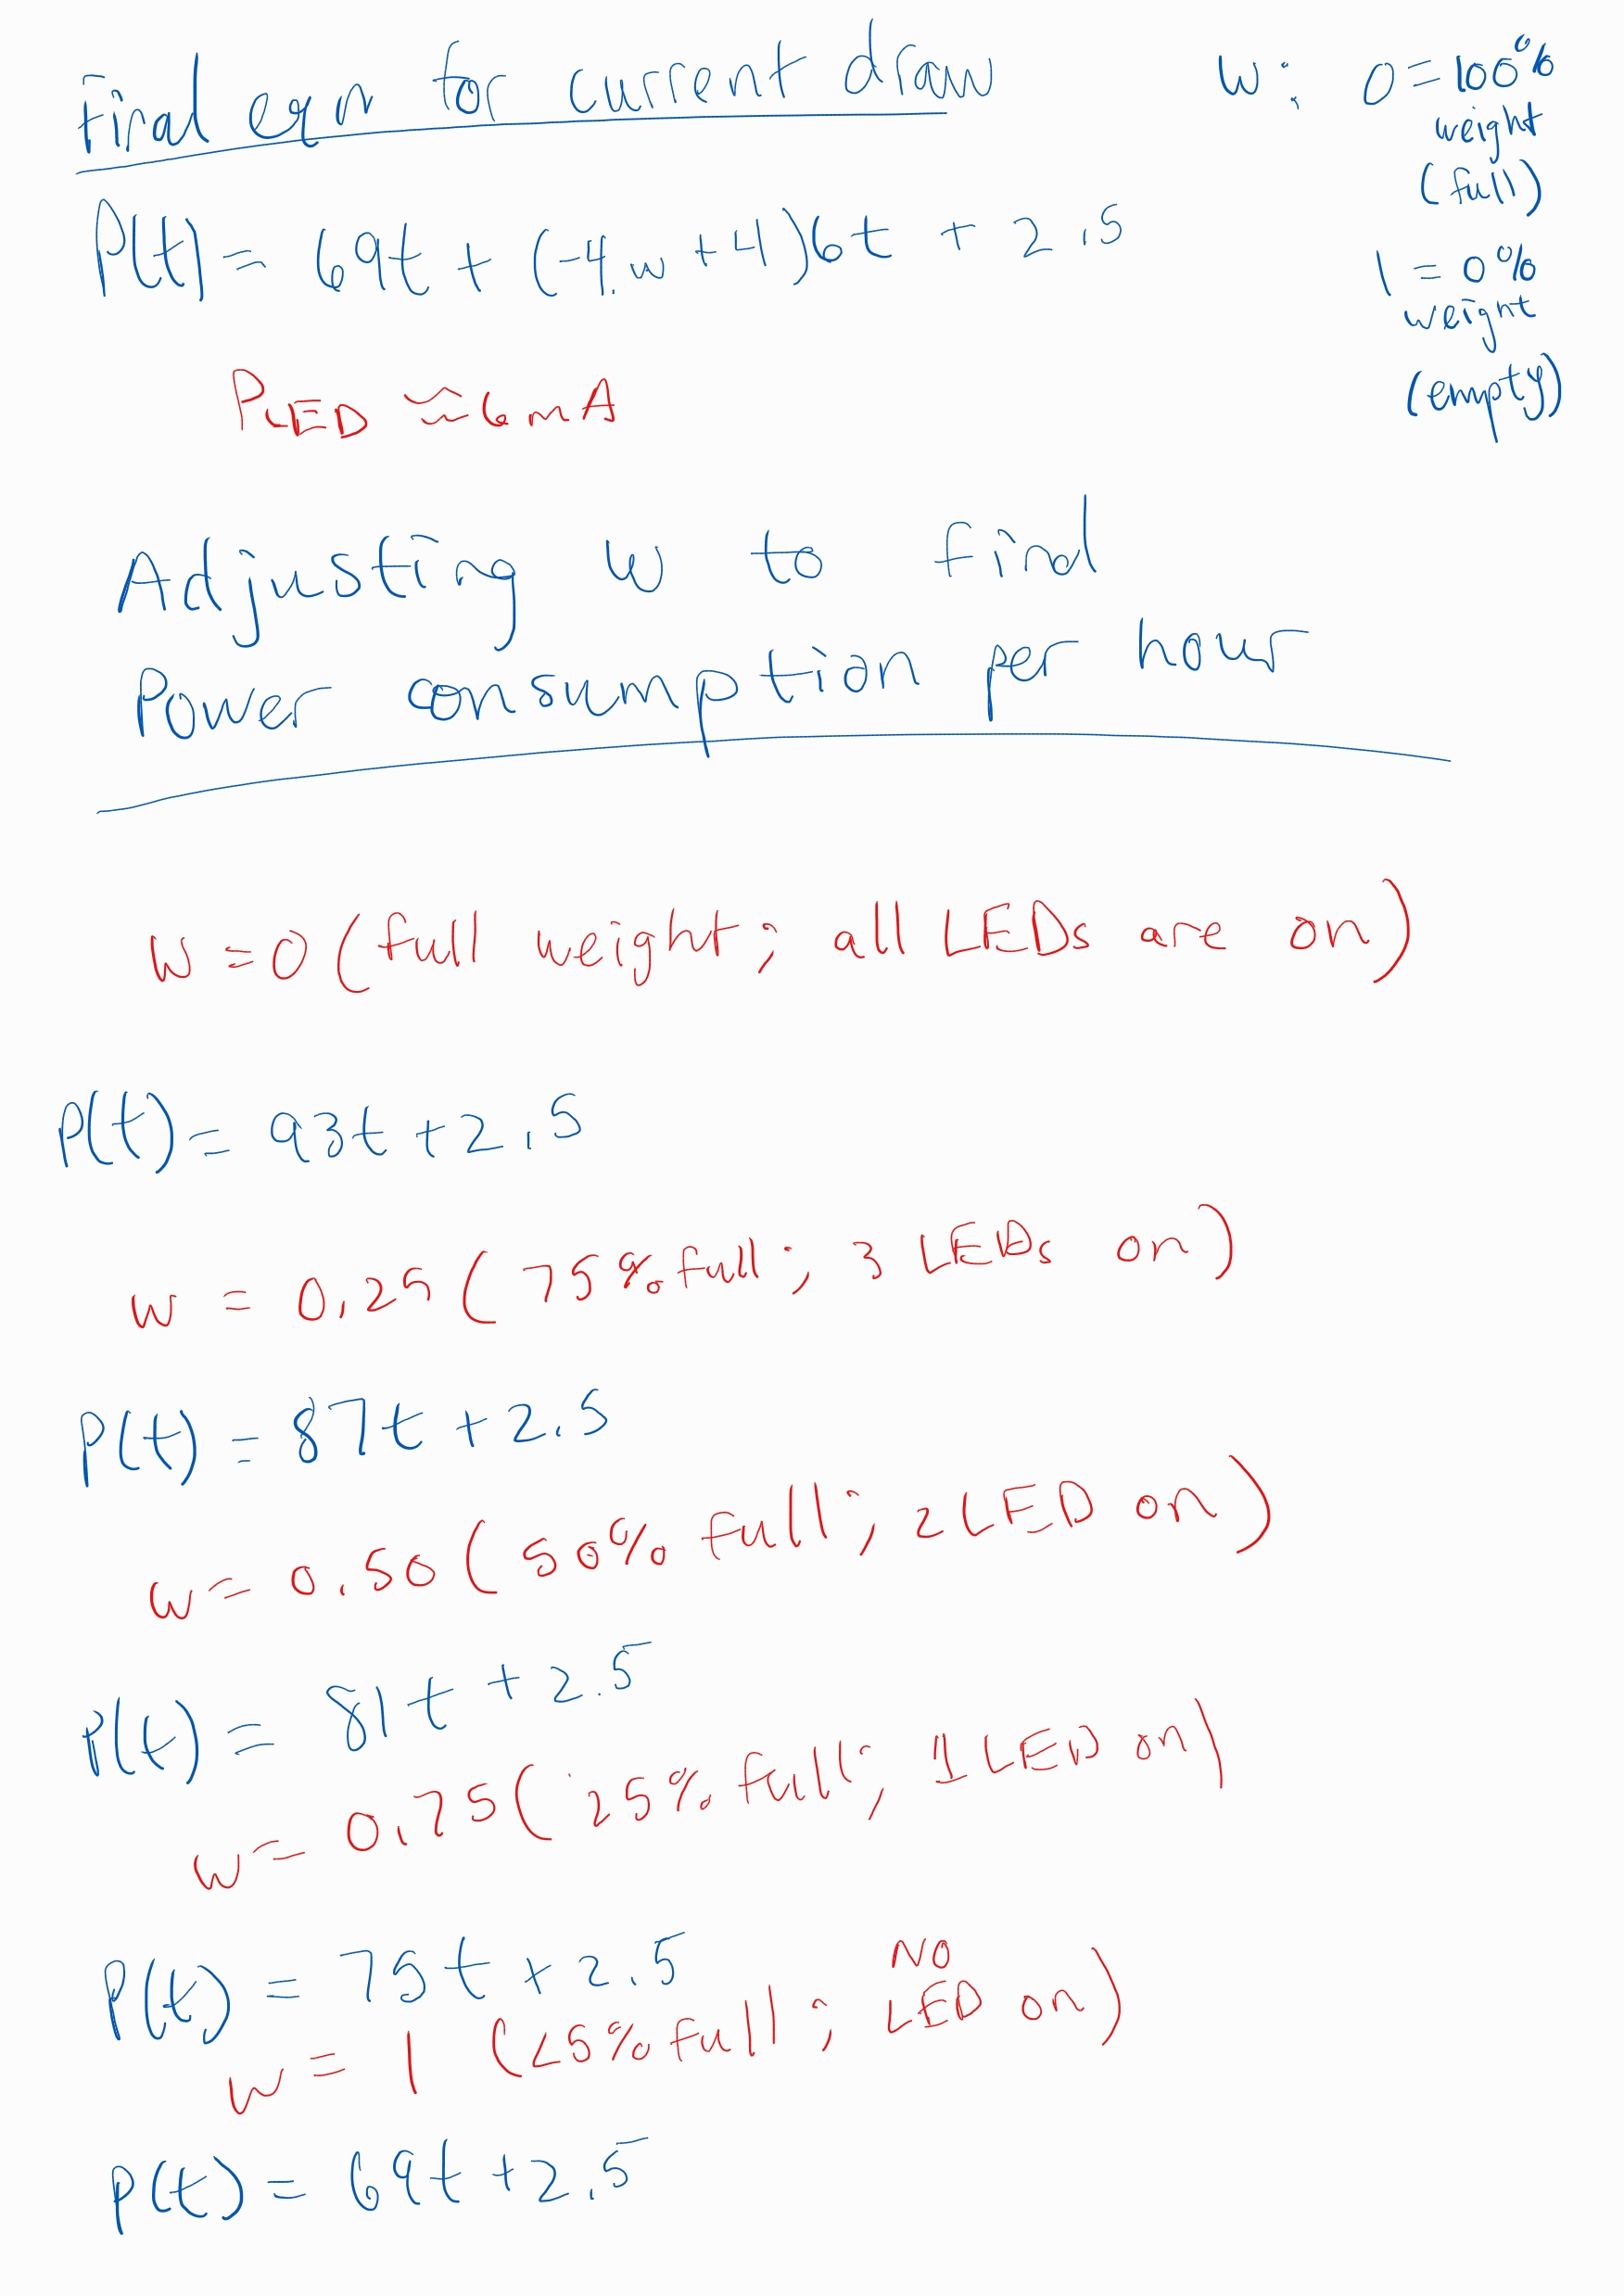 Final eqn for current draw
w: 0 = 100%
weight
(full)
1 = 0%
weight
(empty)
P(t) = 69t + (-4.w + 4)6t + 2.5
PLED ≈ 6mA
Adjusting w to find
Power consumption per hour
W = 0 (full weight; all LEDs are on)
P(t) = 93t + 2.5
w = 0.25 (75% full; 3 LEDs on)
P(t) = 87t + 2.5
w = 0.50 (50% full; 2 LED on)
P(t) = 81t + 2.5
w = 0.75 (25% full; 1 LED on)
P(t) = 75t + 2.5
w = 1 (<5% full; NO LED on)
P(t) = 69t + 2.5